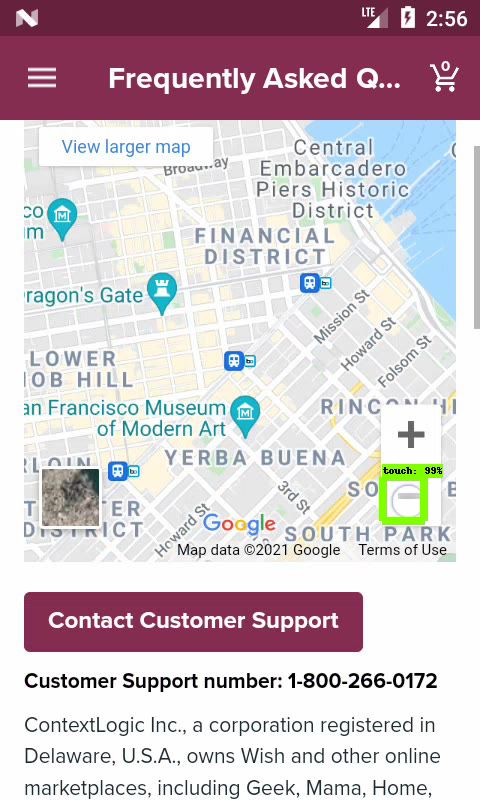 LTE 2:56
Frequently Asked Q... 0
View larger map
Broadway
Central
Embarcadero
Piers Historic
District
co
m
FINANCIAL
DISTRICT
ragon's Gate
Mission St
Howard St
Folsom St
LOWER
OB HILL
an Francisco Museum
of Modern Art
RINCON HI
YERBA BUENA
RLOIN
TER
DISTRICT
3rd St
Howard St
touch: 99%
SO B
SOUTH PARK
Google
Map data ©2021 Google Terms of Use
Contact Customer Support
Customer Support number: 1-800-266-0172
ContextLogic Inc., a corporation registered in
Delaware, U.S.A., owns Wish and other online
marketplaces, including Geek, Mama, Home,